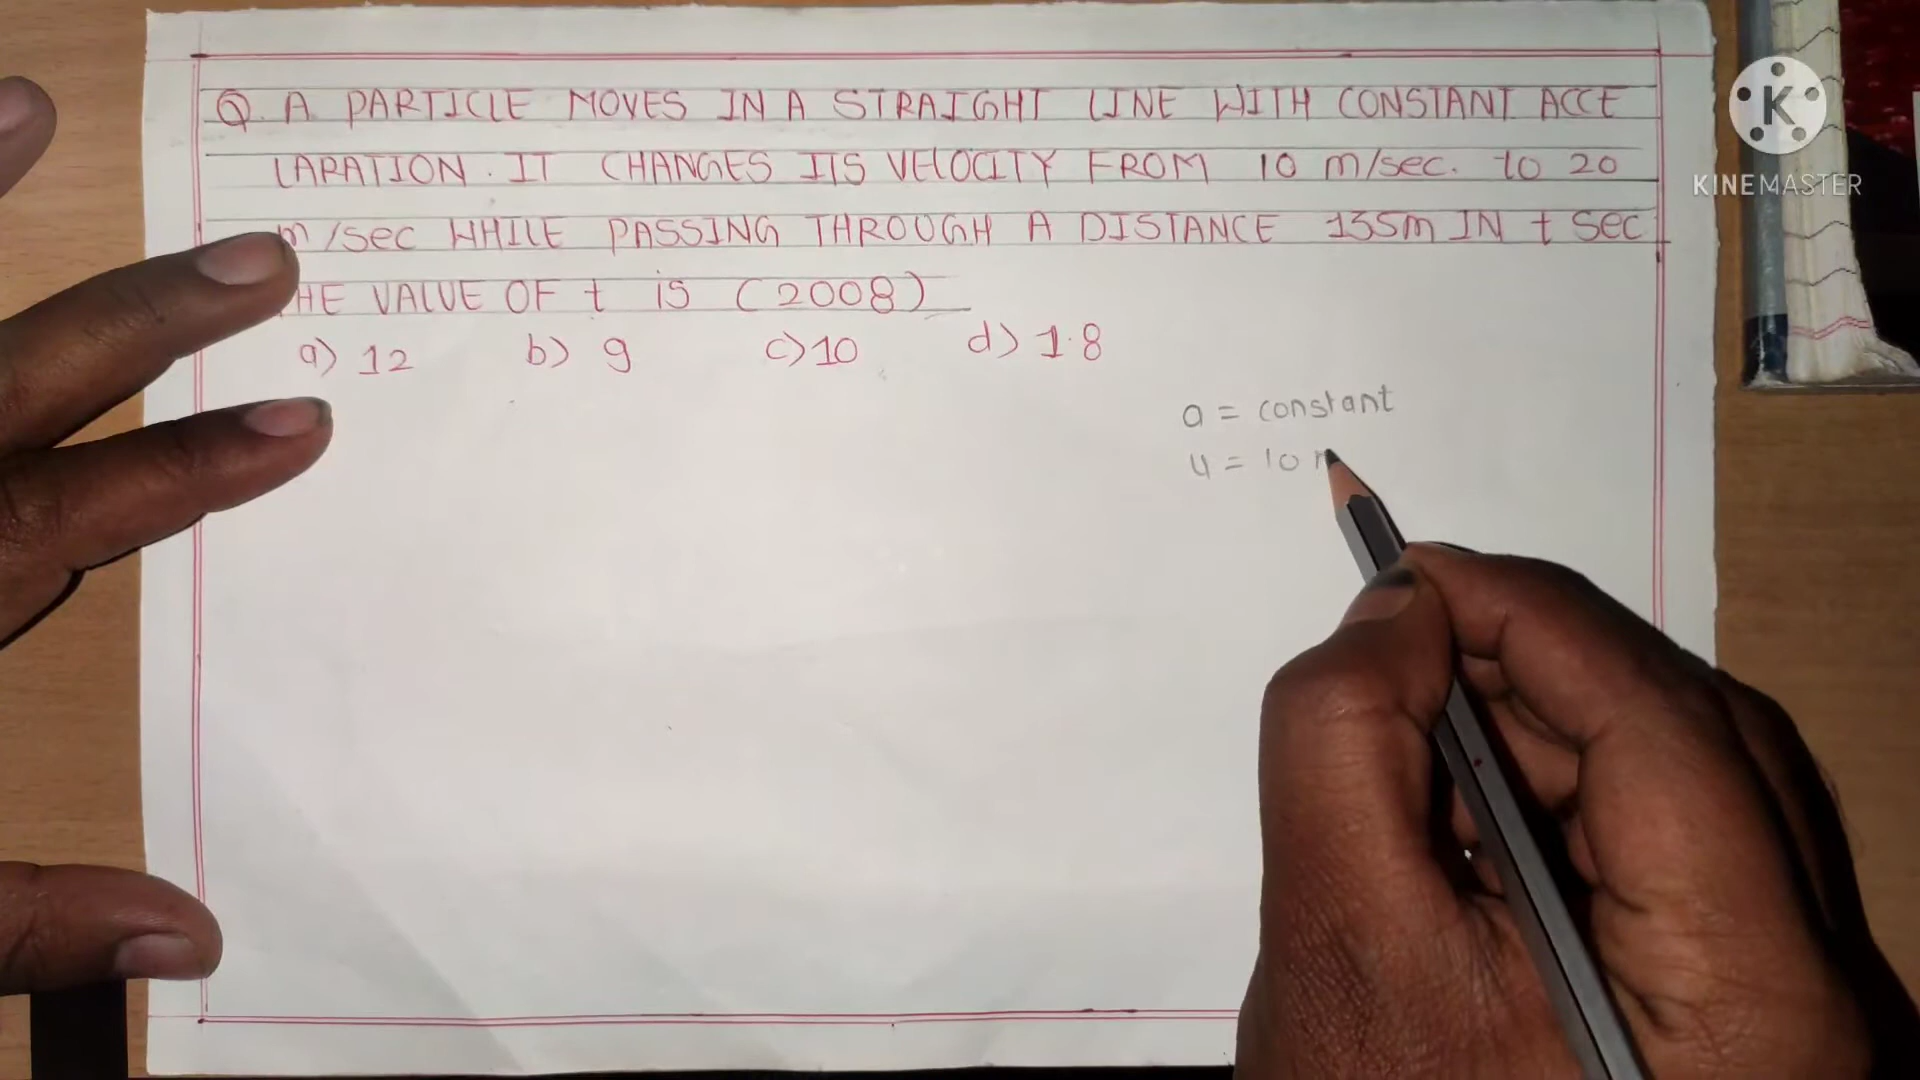 Q. A PARTICLE MOVES IN A STRAIGHT LINE WITH CONSTANT ACCE
LARATION. IT CHANGES ITS VELOCITY FROM 10 m/sec. to 20
m/sec WHILE PASSING THROUGH A DISTANCE 135m IN t sec
HE VALUE OF t is (2008)
a) 12 b) 9 c) 10 d) 1.8
a = constant
u = 10
K
KINEMASTER